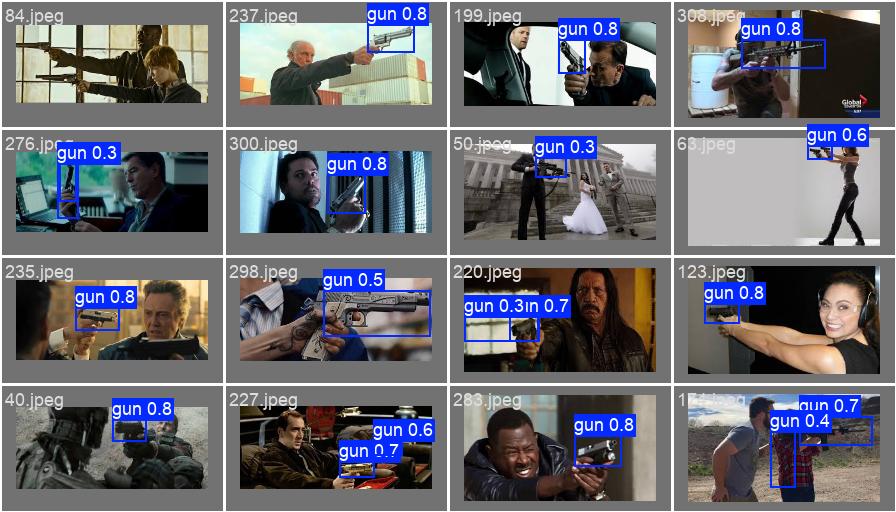 84.jpeg
237.jpeg
gun 0.8
199.jpeg
gun 0.8
308.jpeg
gun 0.8
Global
276.jpeg
gun 0.3
300.jpeg
gun 0.8
50.jpeg
gun 0.3
63.jpeg
gun 0.6
235.jpeg
gun 0.8
298.jpeg
gun 0.5
220.jpeg
gun 0.3
0.7
123.jpeg
gun 0.8
40.jpeg
gun 0.8
227.jpeg
gun 0.6
gun 0.7
283.jpeg
gun 0.8
gun 0.7
gun 0.4